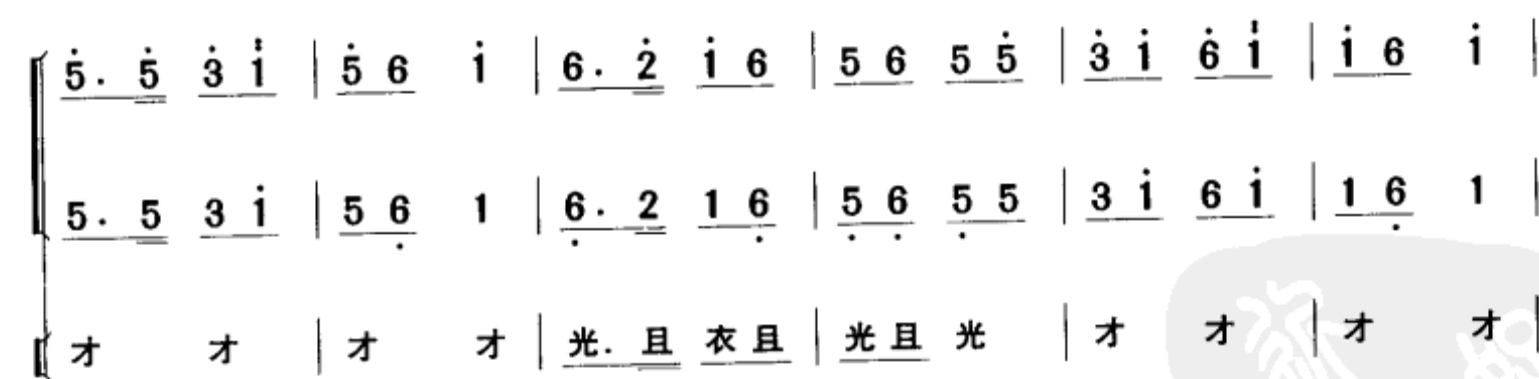 5̇. 5̇ 3̇ 1̈ | 5̇ 6 1̇ | 6. 2̇ 1̇ 6 | 5 6 5 5̇ | 3̇ 1̇ 6̇ 1̈ | 1̇ 6 1̇ |
5. 5 3 1̇ | 5 6̣ 1 | 6̣. 2 1 6̣ | 5̣ 6̣ 5̣ 5 | 3 1̇ 6 1̇ | 1 6̣ 1 |
才 才 | 才 才 | 光. 且 衣 且 | 光 且 光 | 才 才 | 才 才 |